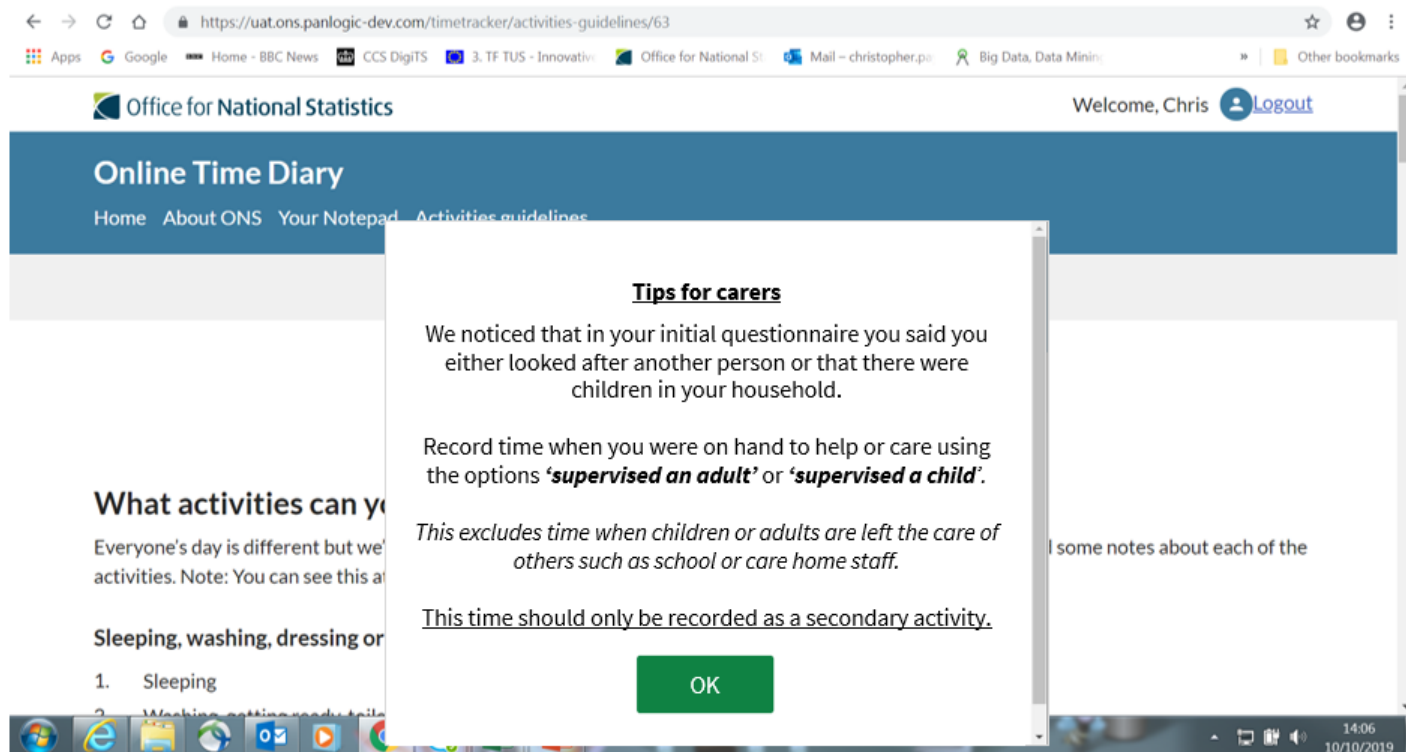 https://uat.ons.panlogic-dev.com/timetracker/activities-guidelines/63
Apps Google Home - BBC News CCS DigiTS 3. TF TUS - Innovativ Office for National St Mail – christopher.pa Big Data, Data Mining » Other bookmarks
Office for National Statistics Welcome, Chris Logout
Online Time Diary
Home About ONS Your Notepad Activities guidelines
Tips for carers
We noticed that in your initial questionnaire you said you
either looked after another person or that there were
children in your household.
Record time when you were on hand to help or care using
the options ‘supervised an adult’ or ‘supervised a child’.
This excludes time when children or adults are left the care of
others such as school or care home staff.
This time should only be recorded as a secondary activity.
OK
What activities can yo
Everyone’s day is different but we’ l some notes about each of the
activities. Note: You can see this at
Sleeping, washing, dressing or
1. Sleeping
2. Washing, getting ready, toile
14:06
10/10/2019